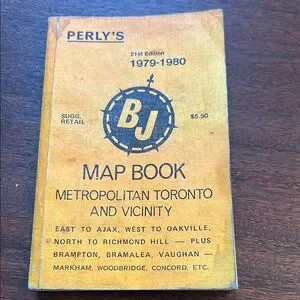 PERLY'S
21st Edition
1979-1980
BJ
SUGG.
RETAIL
$5.50
MAP BOOK
METROPOLITAN TORONTO
AND VICINITY
EAST TO AJAX, WEST TO OAKVILLE,
NORTH TO RICHMOND HILL — PLUS
BRAMPTON, BRAMALEA, VAUGHAN —
MARKHAM, WOODBRIDGE, CONCORD, ETC.